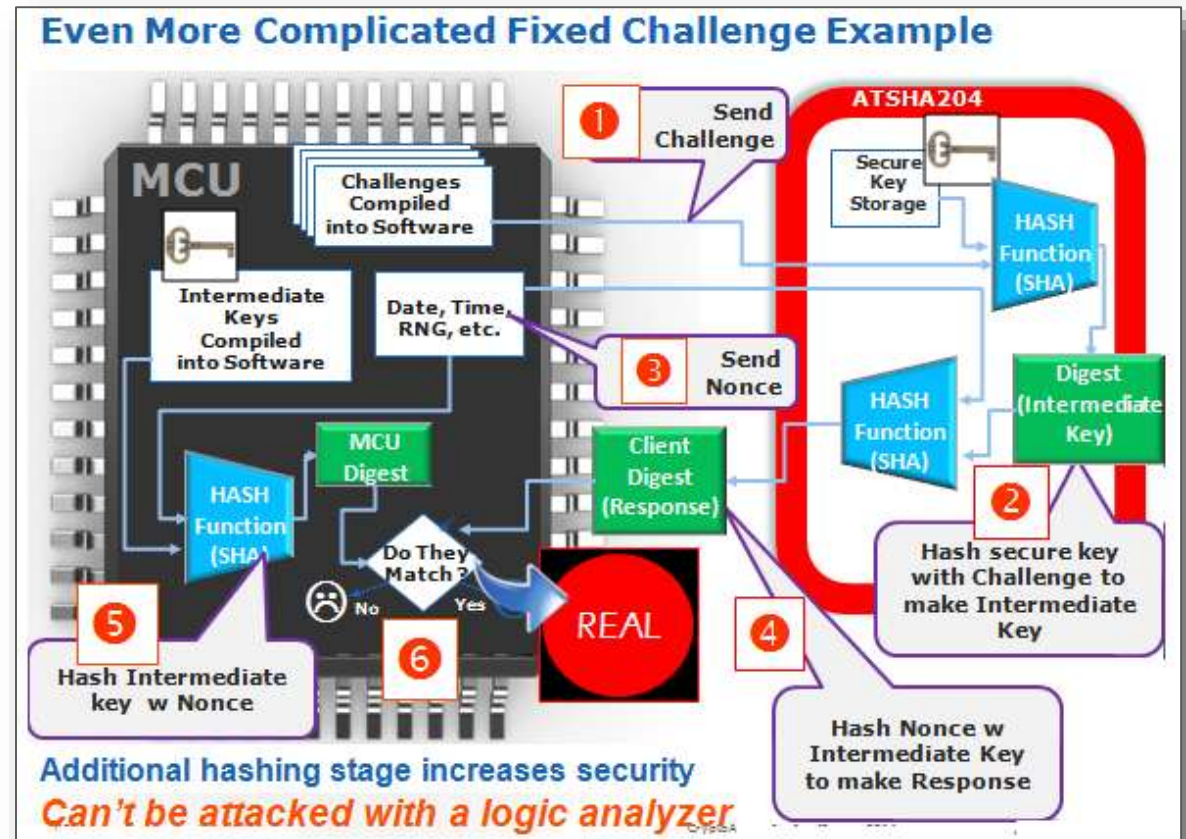 Even More Complicated Fixed Challenge Example
MCU
Challenges
Compiled
into Software
Intermediate
Keys
Compiled
into Software
Date, Time,
RNG, etc.
1
Send
Challenge
ATSHA204
Secure
Key
Storage
HASH
Function
(SHA)
3
Send
Nonce
Digest
(Intermediate
Key)
HASH
Function
(SHA)
2
Hash secure key
with Challenge to
make Intermediate
Key
Client
Digest
(Response)
4
Hash Nonce w
Intermediate Key
to make Response
MCU
Digest
HASH
Function
(SHA)
5
Hash Intermediate
key w Nonce
Do They
Match?
No
Yes
6
REAL
Additional hashing stage increases security
Can't be attacked with a logic analyzer